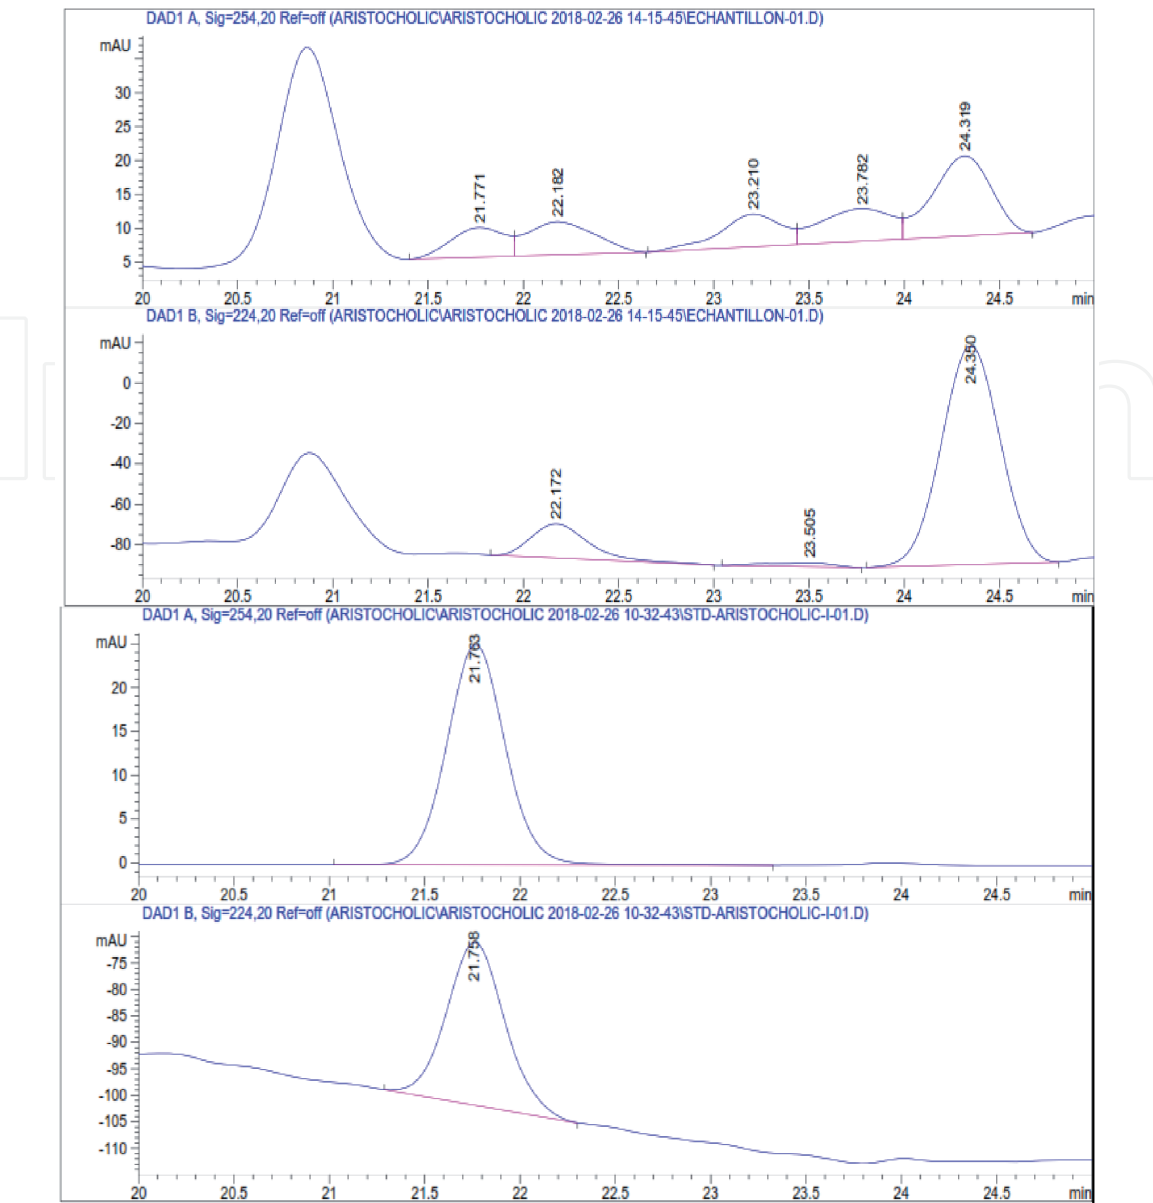 DAD1 A, Sig=254,20 Ref=off (ARISTOCHOLIC\ARISTOCHOLIC 2018-02-26 14-15-45\ECHANTILLON-01.D)
mAU
30
25
20
15
10
5
21.771
22.182
23.210
23.782
24.319
20 20.5 21 21.5 22 22.5 23 23.5 24 24.5 min
DAD1 B, Sig=224,20 Ref=off (ARISTOCHOLIC\ARISTOCHOLIC 2018-02-26 14-15-45\ECHANTILLON-01.D)
mAU
0
-20
-40
-60
-80
22.172
23.505
24.350
20 20.5 21 21.5 22 22.5 23 23.5 24 24.5 min
DAD1 A, Sig=254,20 Ref=off (ARISTOCHOLIC\ARISTOCHOLIC 2018-02-26 10-32-43\STD-ARISTOCHOLIC-I-01.D)
mAU
20
15
10
5
0
21.763
20 20.5 21 21.5 22 22.5 23 23.5 24 24.5 min
DAD1 B, Sig=224,20 Ref=off (ARISTOCHOLIC\ARISTOCHOLIC 2018-02-26 10-32-43\STD-ARISTOCHOLIC-I-01.D)
mAU
-75
-80
-85
-90
-95
-100
-105
-110
21.758
20 20.5 21 21.5 22 22.5 23 23.5 24 24.5 min